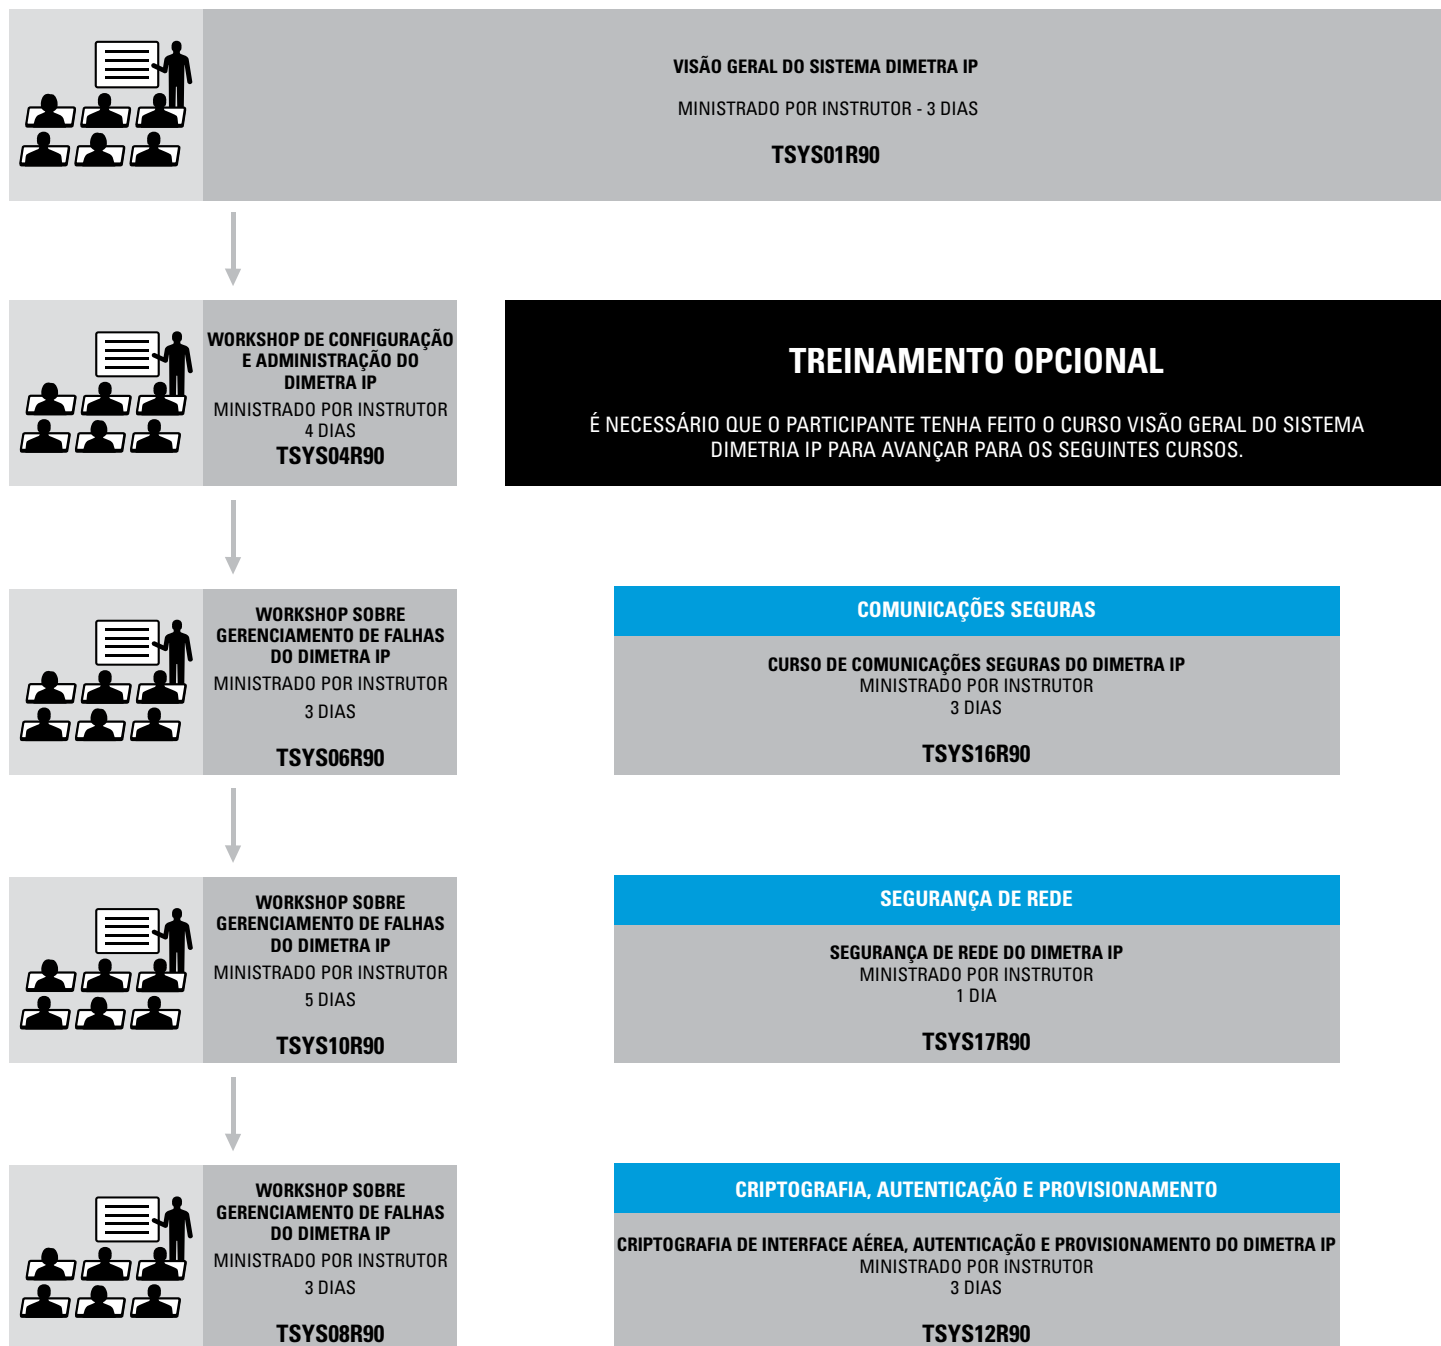 VISÃO GERAL DO SISTEMA DIMETRA IP
MINISTRADO POR INSTRUTOR - 3 DIAS
TSYS01R90
WORKSHOP DE CONFIGURAÇÃO
E ADMINISTRAÇÃO DO
DIMETRA IP
MINISTRADO POR INSTRUTOR
4 DIAS
TSYS04R90
TREINAMENTO OPCIONAL
É NECESSÁRIO QUE O PARTICIPANTE TENHA FEITO O CURSO VISÃO GERAL DO SISTEMA
DIMETRIA IP PARA AVANÇAR PARA OS SEGUINTES CURSOS.
WORKSHOP SOBRE
GERENCIAMENTO DE FALHAS
DO DIMETRA IP
MINISTRADO POR INSTRUTOR
3 DIAS
TSYS06R90
COMUNICAÇÕES SEGURAS
CURSO DE COMUNICAÇÕES SEGURAS DO DIMETRA IP
MINISTRADO POR INSTRUTOR
3 DIAS
TSYS16R90
WORKSHOP SOBRE
GERENCIAMENTO DE FALHAS
DO DIMETRA IP
MINISTRADO POR INSTRUTOR
5 DIAS
TSYS10R90
SEGURANÇA DE REDE
SEGURANÇA DE REDE DO DIMETRA IP
MINISTRADO POR INSTRUTOR
1 DIA
TSYS17R90
WORKSHOP SOBRE
GERENCIAMENTO DE FALHAS
DO DIMETRA IP
MINISTRADO POR INSTRUTOR
3 DIAS
TSYS08R90
CRIPTOGRAFIA, AUTENTICAÇÃO E PROVISIONAMENTO
CRIPTOGRAFIA DE INTERFACE AÉREA, AUTENTICAÇÃO E PROVISIONAMENTO DO DIMETRA IP
MINISTRADO POR INSTRUTOR
3 DIAS
TSYS12R90